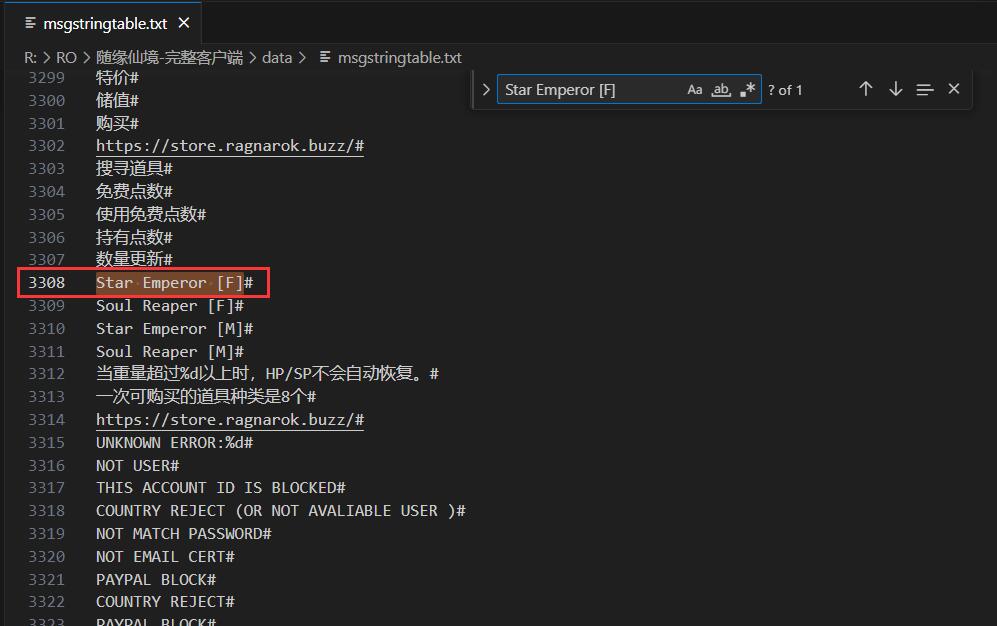 msgstringtable.txt
R: > RO > 随缘仙境-完整客户端 > data > msgstringtable.txt
Star Emperor [F] Aa ab .* ? of 1
3299 特价#
3300 储值#
3301 购买#
3302 https://store.ragnarok.buzz/#
3303 搜寻道具#
3304 免费点数#
3305 使用免费点数#
3306 持有点数#
3307 数量更新#
3308 Star Emperor [F]#
3309 Soul Reaper [F]#
3310 Star Emperor [M]#
3311 Soul Reaper [M]#
3312 当重量超过%d以上时，HP/SP不会自动恢复。#
3313 一次可购买的道具种类是8个#
3314 https://store.ragnarok.buzz/#
3315 UNKNOWN ERROR:%d#
3316 NOT USER#
3317 THIS ACCOUNT ID IS BLOCKED#
3318 COUNTRY REJECT (OR NOT AVALIABLE USER )#
3319 NOT MATCH PASSWORD#
3320 NOT EMAIL CERT#
3321 PAYPAL BLOCK#
3322 COUNTRY REJECT#
3323 PAYPAL BLOCK#